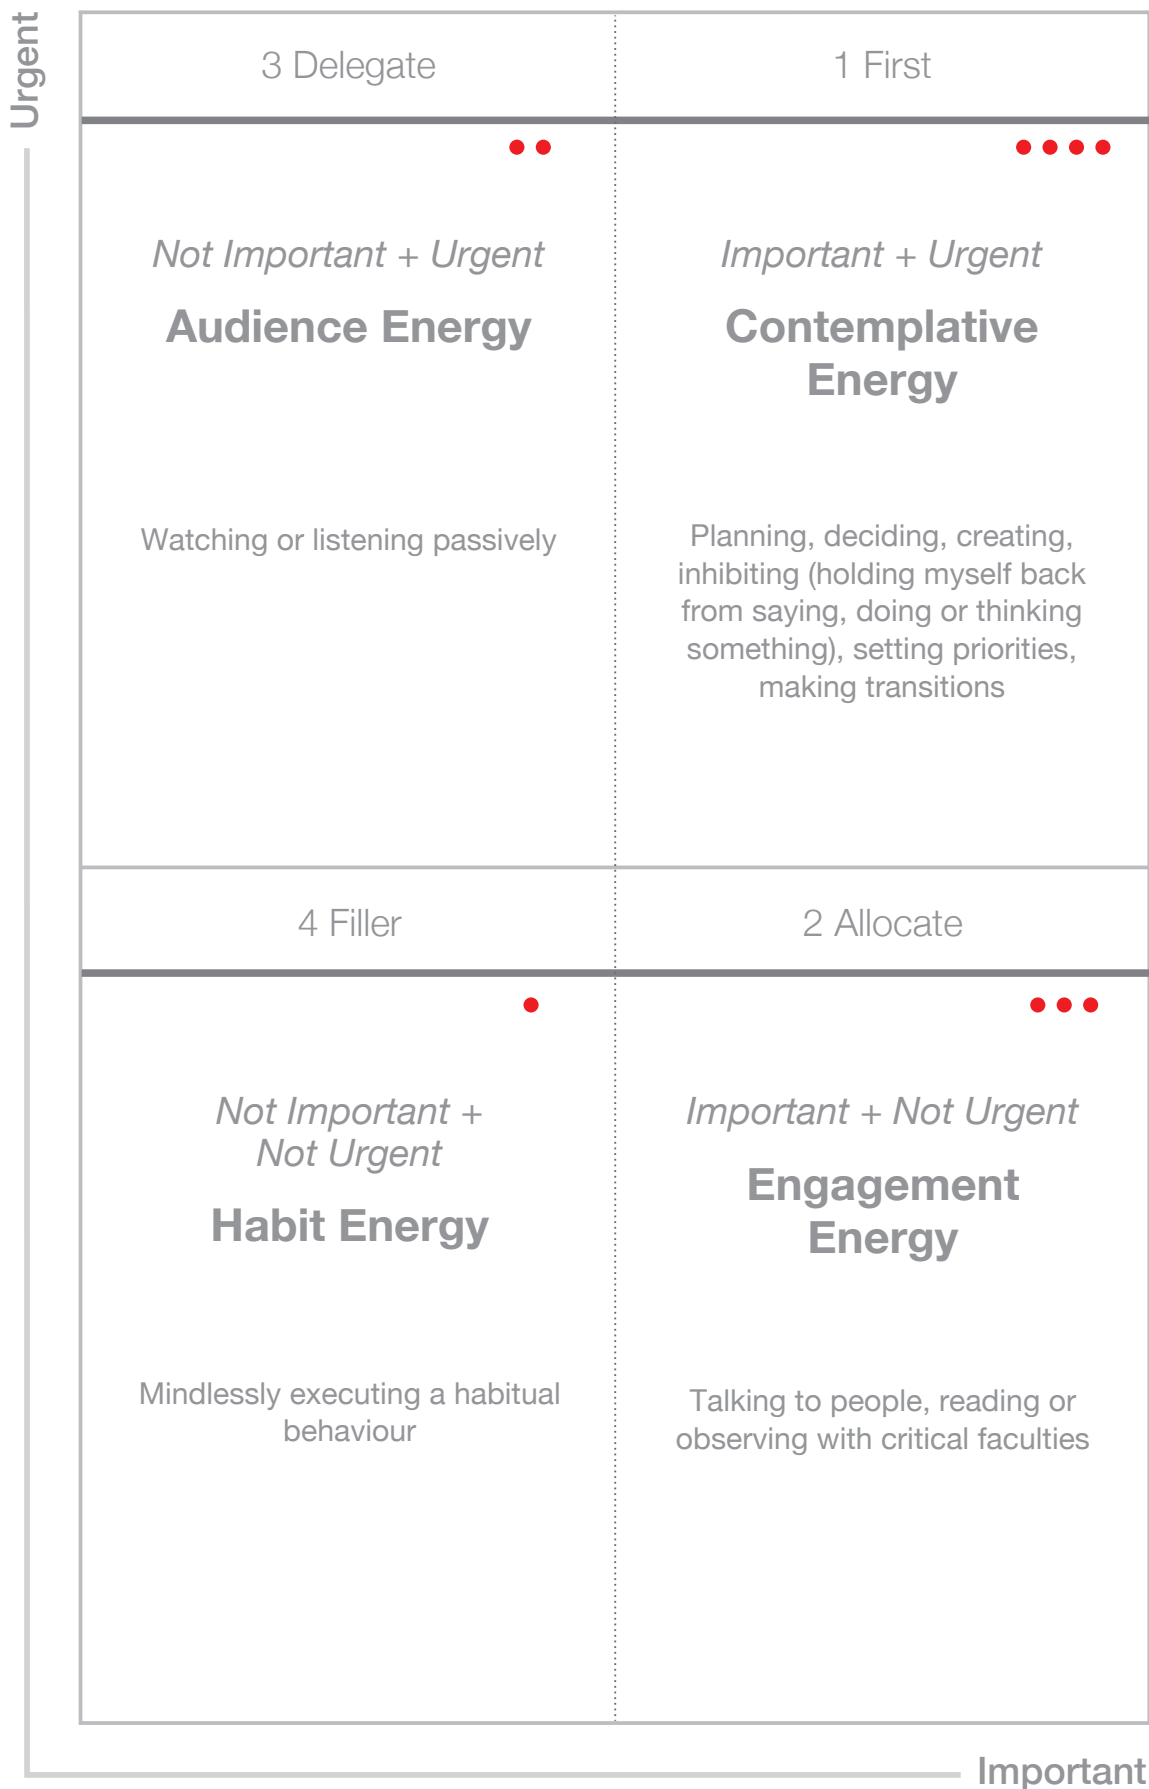 Urgent
3 Delegate
1 First
Not Important + Urgent
Audience Energy
Watching or listening passively
Important + Urgent
Contemplative
Energy
Planning, deciding, creating,
inhibiting (holding myself back
from saying, doing or thinking
something), setting priorities,
making transitions
4 Filler
2 Allocate
Not Important +
Not Urgent
Habit Energy
Mindlessly executing a habitual
behaviour
Important + Not Urgent
Engagement
Energy
Talking to people, reading or
observing with critical faculties
Important